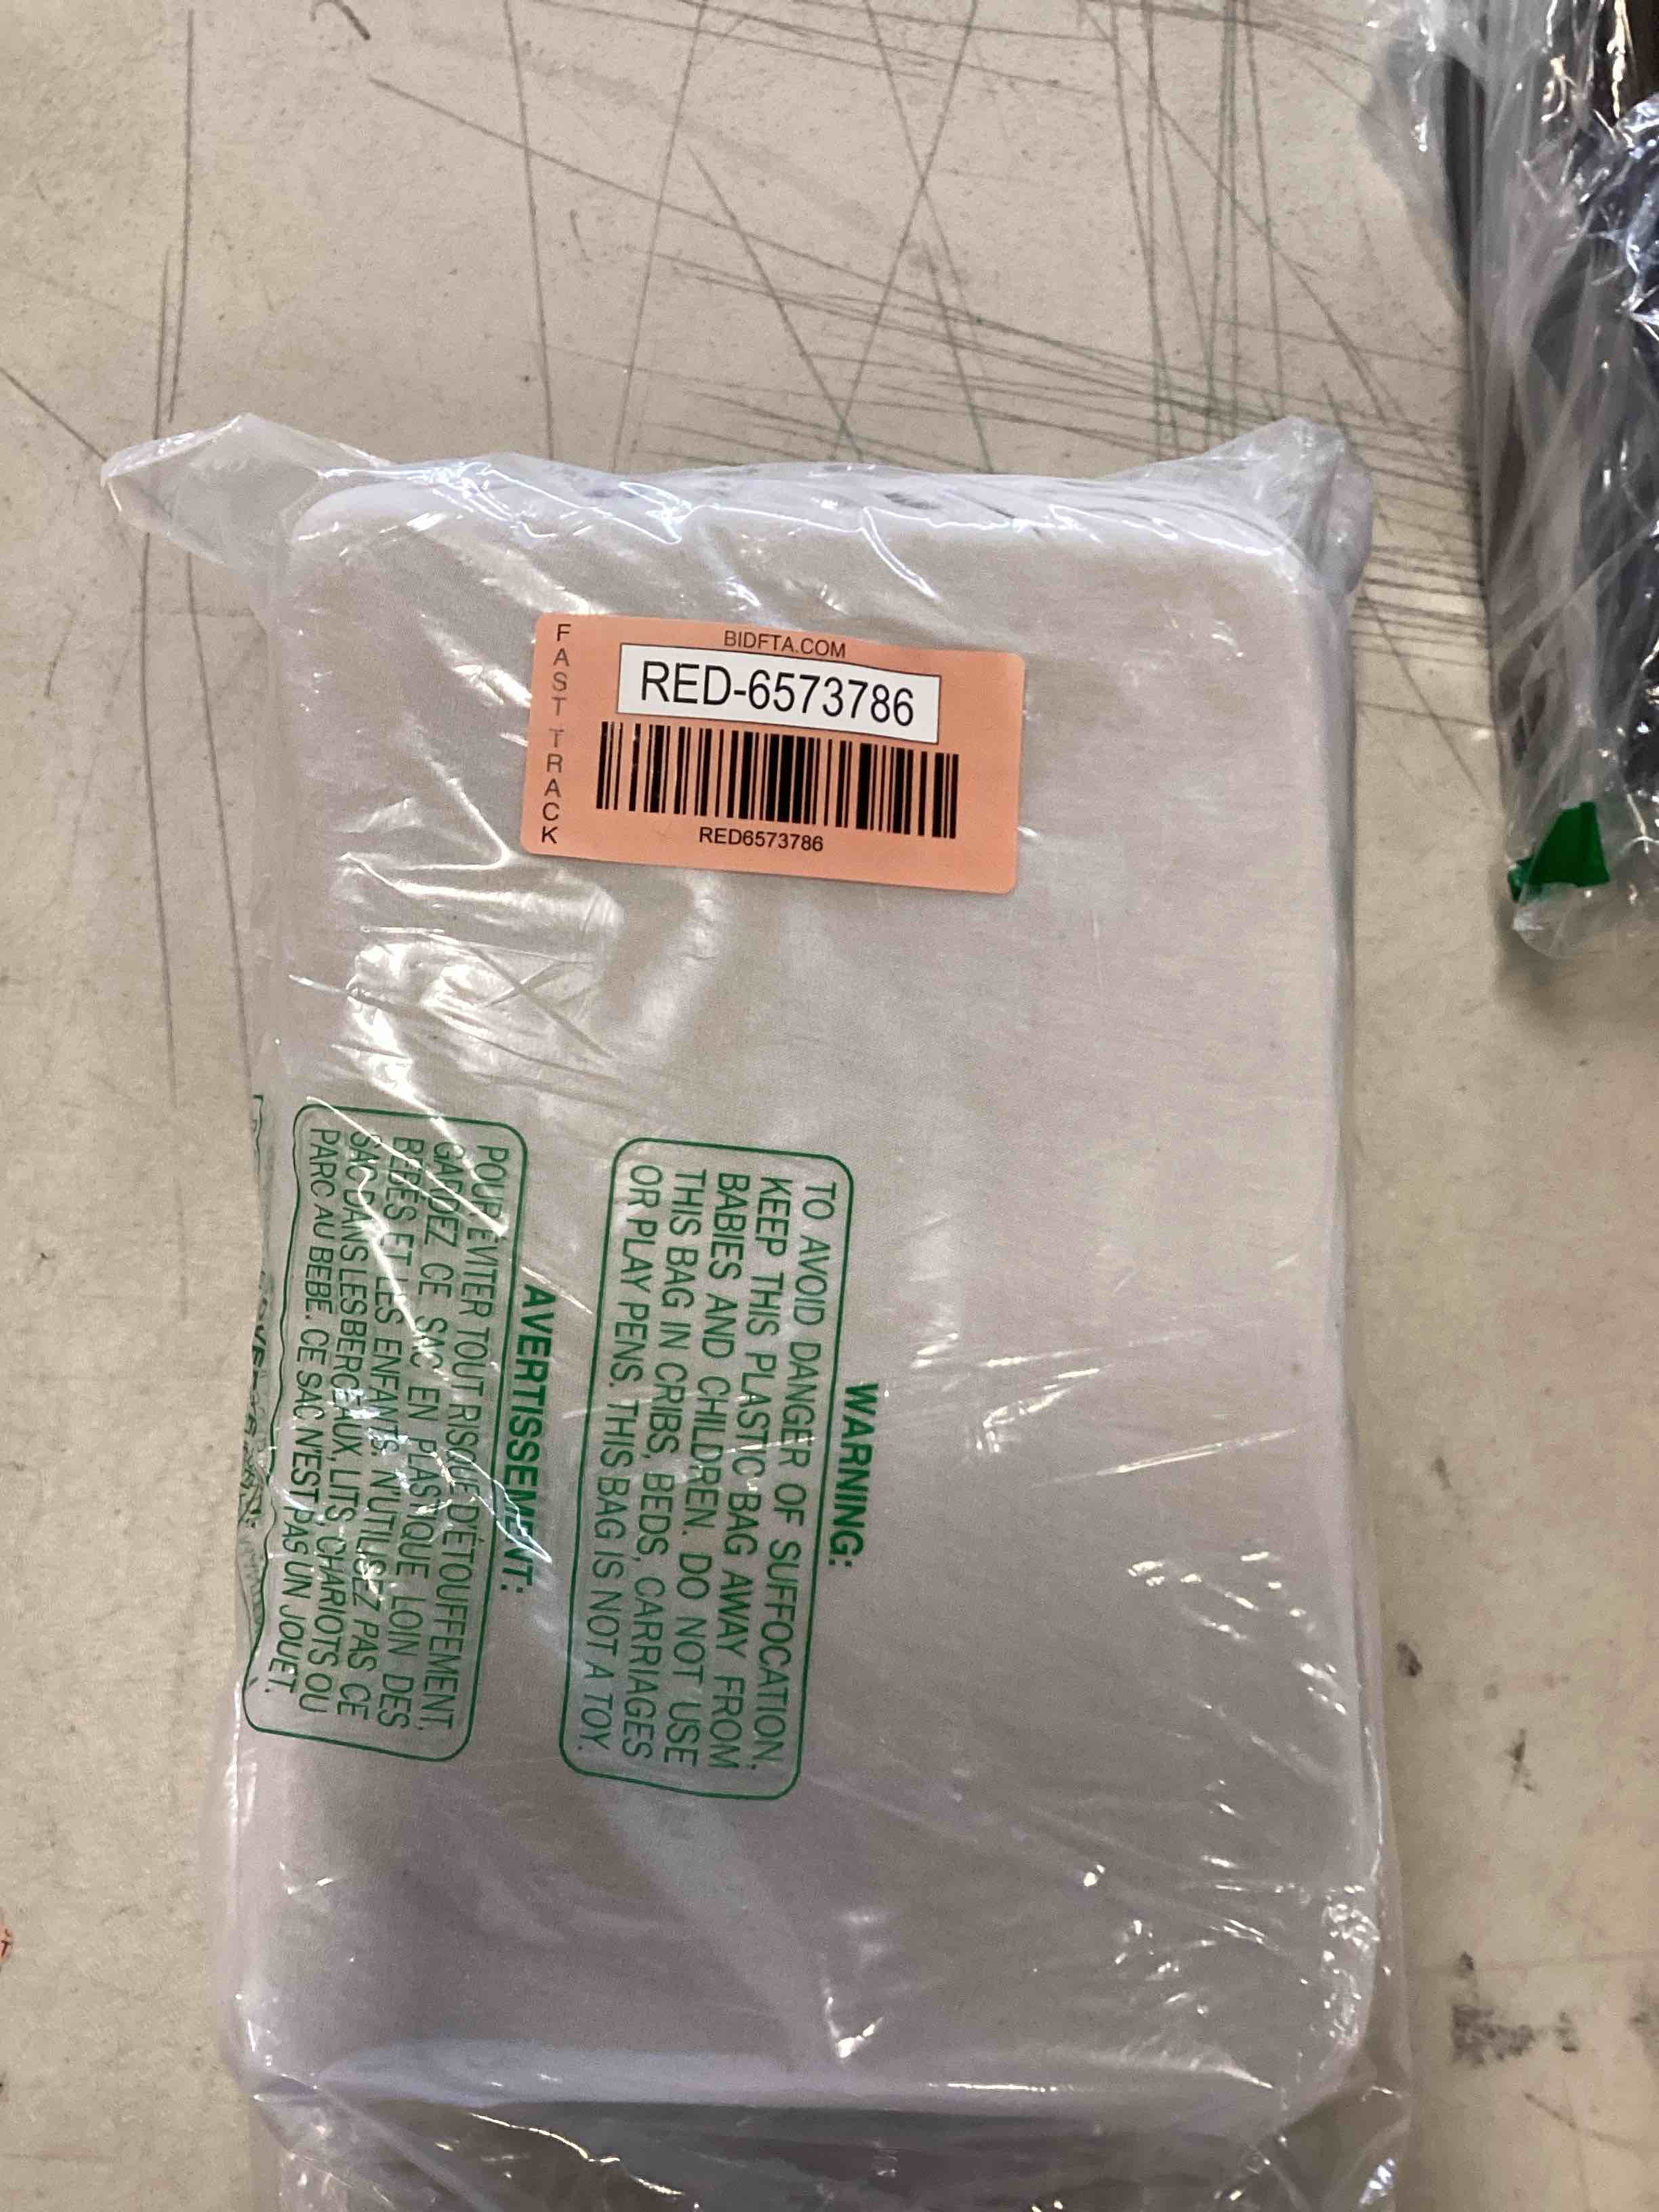 BIDFTA.COM
FAST TRACK
RED-6573786
RED6573786
WARNING:
TO AVOID DANGER OF SUFFOCATION,
KEEP THIS PLASTIC BAG AWAY FROM
BABIES AND CHILDREN. DO NOT USE
THIS BAG IN CRIBS, BEDS, CARRIAGES
OR PLAY PENS. THIS BAG IS NOT A TOY.
AVERTISSEMENT:
POUR ÉVITER TOUT RISQUE D'ÉTOUFFEMENT,
GARDEZ CE SAC EN PLASTIQUE LOIN DES
BÉBÉS ET LES ENFANTS. N'UTILISEZ PAS CE
SAC DANS LES BERCEAUX, LITS, CHARIOTS OU
PARC AU BEBE. CE SAC N'EST PAS UN JOUET.